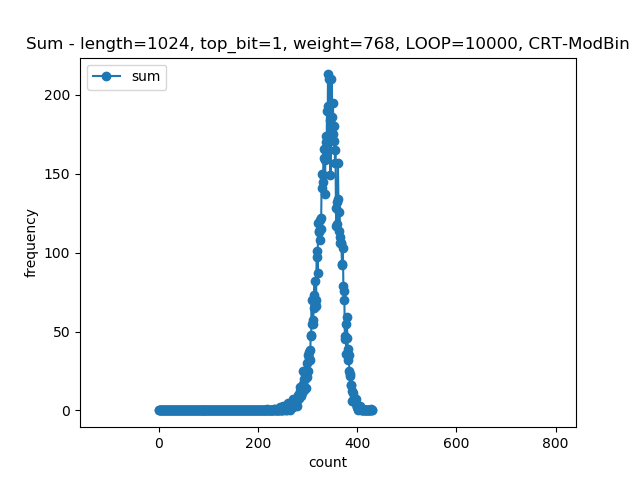 Sum - length=1024, top_bit=1, weight=768, LOOP=10000, CRT-ModBin
sum
200
150
100
50
0
frequency
0 200 400 600 800
count